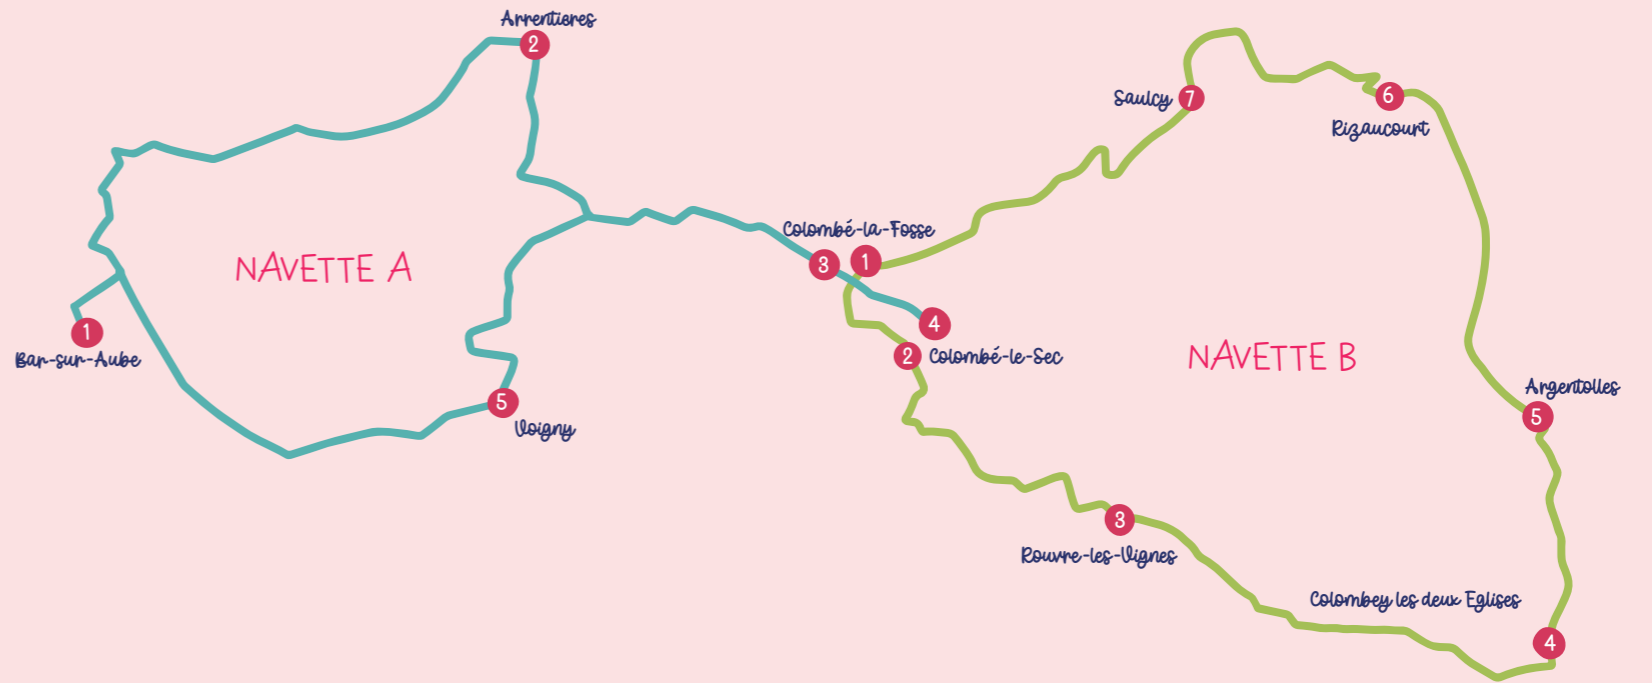 Arrentières
2
Saulcy
7
6
Rizaucourt
Colombé-la-Fosse
3
1
NAVETTE A
1
Bar-sur-Aube
4
2
Colombé-le-Sec
NAVETTE B
5
Voigny
Argentolles
5
3
Rouvre-les-Vignes
Colombey les deux Eglises
4